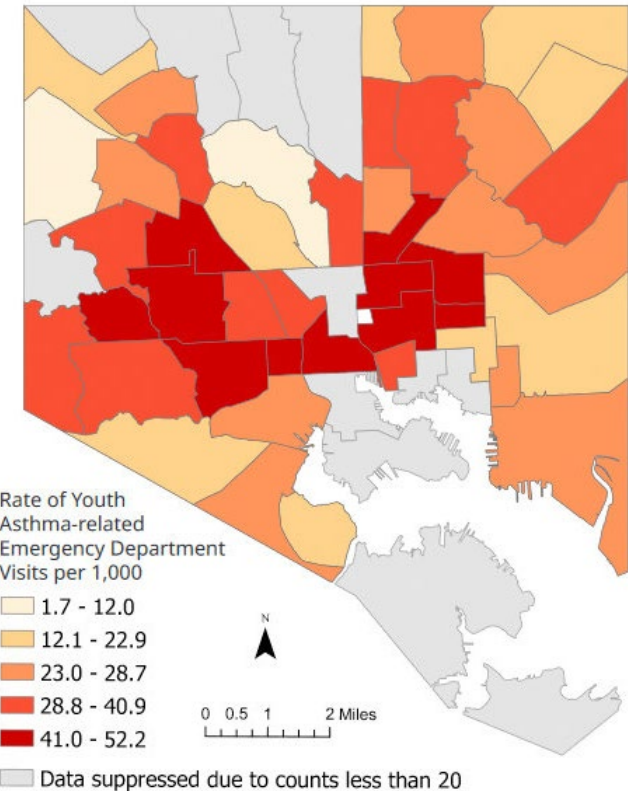 Rate of Youth
Asthma-related
Emergency Department
Visits per 1,000
1.7 - 12.0
12.1 - 22.9
23.0 - 28.7
28.8 - 40.9
41.0 - 52.2
Data suppressed due to counts less than 20
N
0 0.5 1 2 Miles